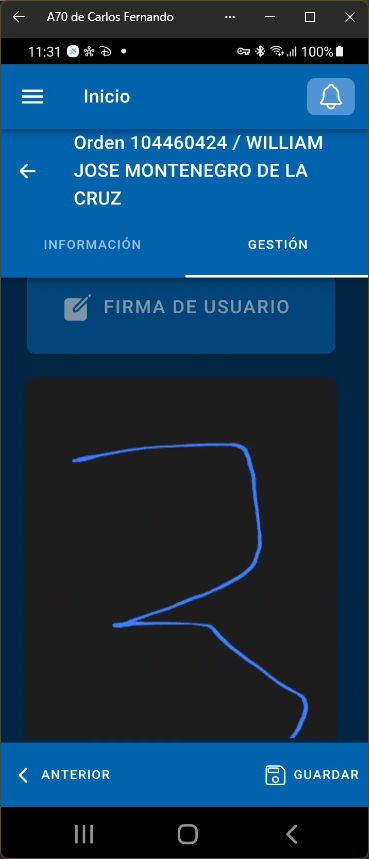 A70 de Carlos Fernando
11:31 100%
Inicio
Orden 104460424 / WILLIAM
JOSE MONTENEGRO DE LA
CRUZ
INFORMACIÓN GESTIÓN
FIRMA DE USUARIO
ANTERIOR GUARDAR